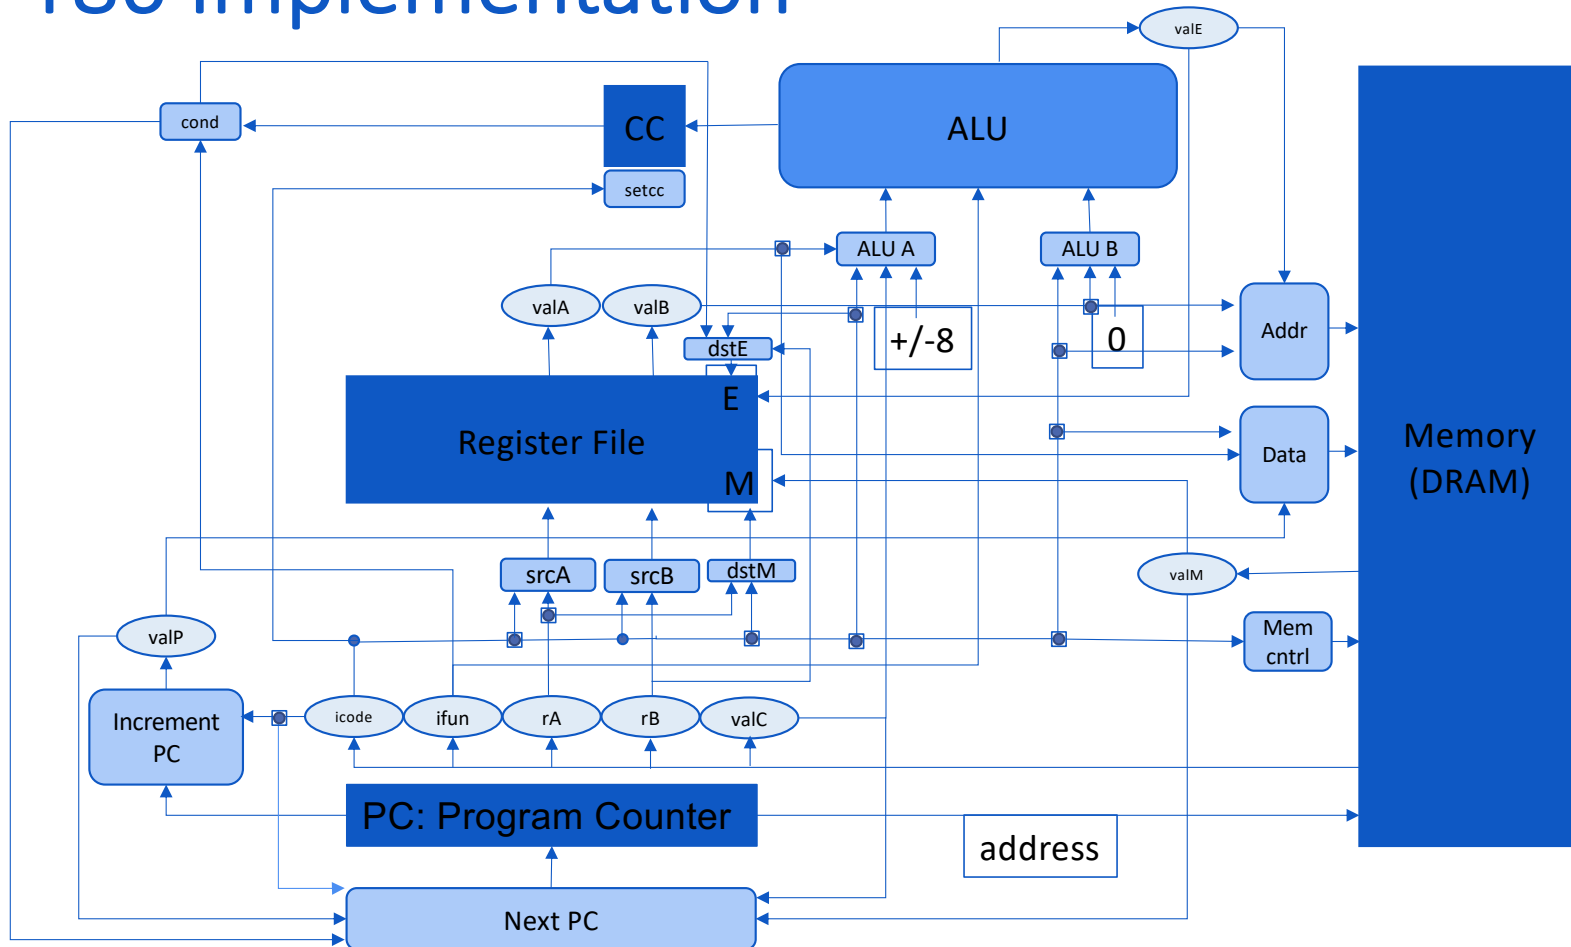 Y86 Implementation
valE
cond
CC
ALU
setcc
ALU A
ALU B
valA
valB
dstE
+/-8
0
Addr
E
Register File
M
Data
Memory
(DRAM)
srcA
srcB
dstM
valM
valP
Mem
cntrl
Increment
PC
icode
ifun
rA
rB
valC
PC: Program Counter
address
Next PC